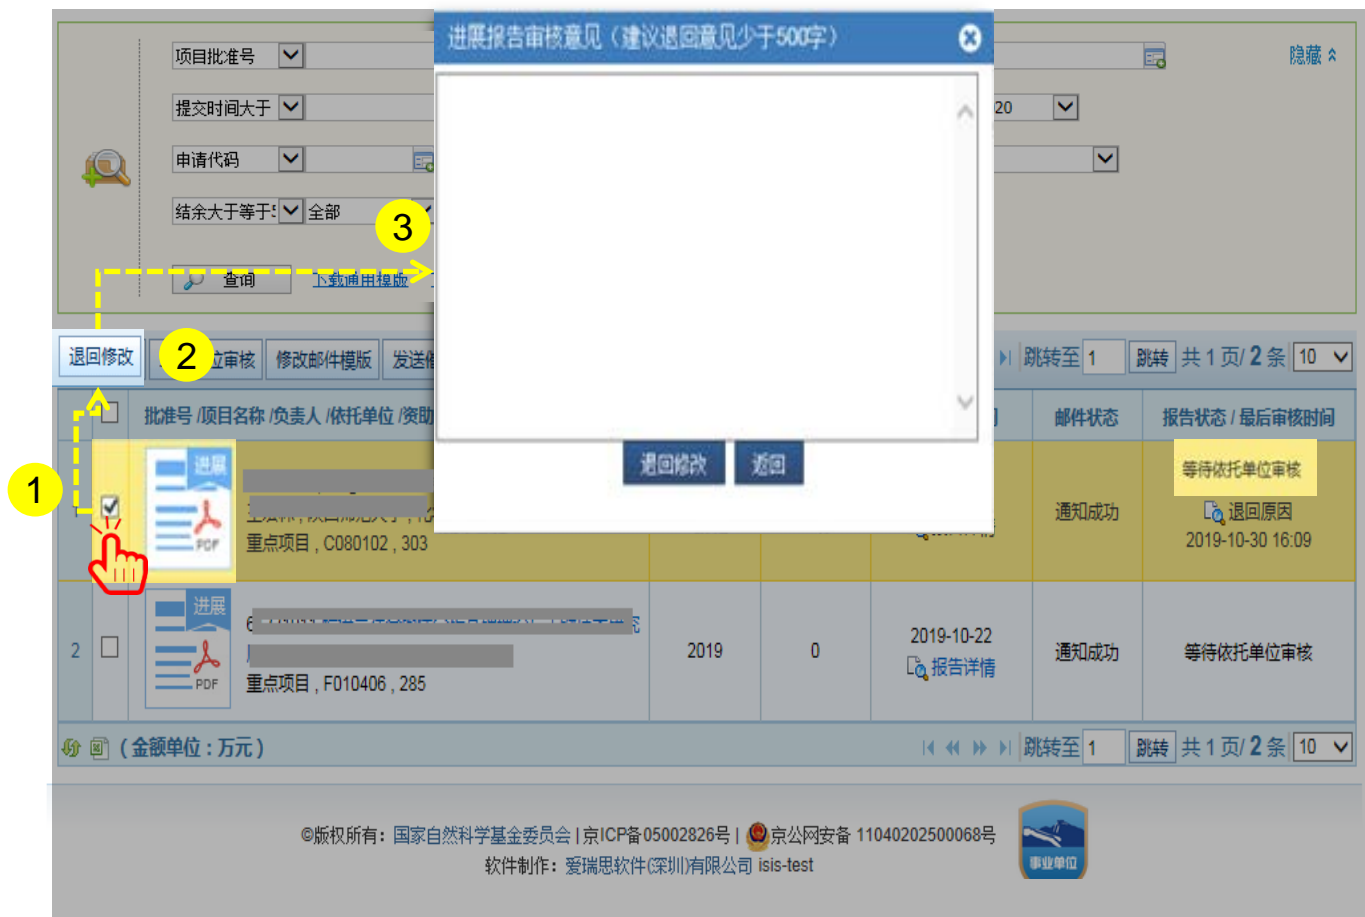 进展报告审核意见（建议退回意见少于500字）
项目批准号
隐藏
提交时间大于
20
申请代码
结余大于等于
全部
3
查询
下载通用模版
退回修改
2
位审核
修改邮件模版
发送催
跳转至 1 跳转 共 1 页/ 2 条 10
批准号 /项目名称 /负责人 /依托单位 /资助
邮件状态
报告状态 / 最后审核时间
退回修改 返回
1
进展
PDF
重点项目 , C080102 , 303
通知成功
等待依托单位审核
退回原因
2019-10-30 16:09
2
进展
PDF
究
重点项目 , F010406 , 285
2019
0
2019-10-22
报告详情
通知成功
等待依托单位审核
( 金额单位 : 万元 )
跳转至 1 跳转 共 1 页/ 2 条 10
©版权所有： 国家自然科学基金委员会 | 京ICP备05002826号 | 京公网安备 11040202500068号
软件制作： 爱瑞思软件(深圳)有限公司 isis-test
事业单位